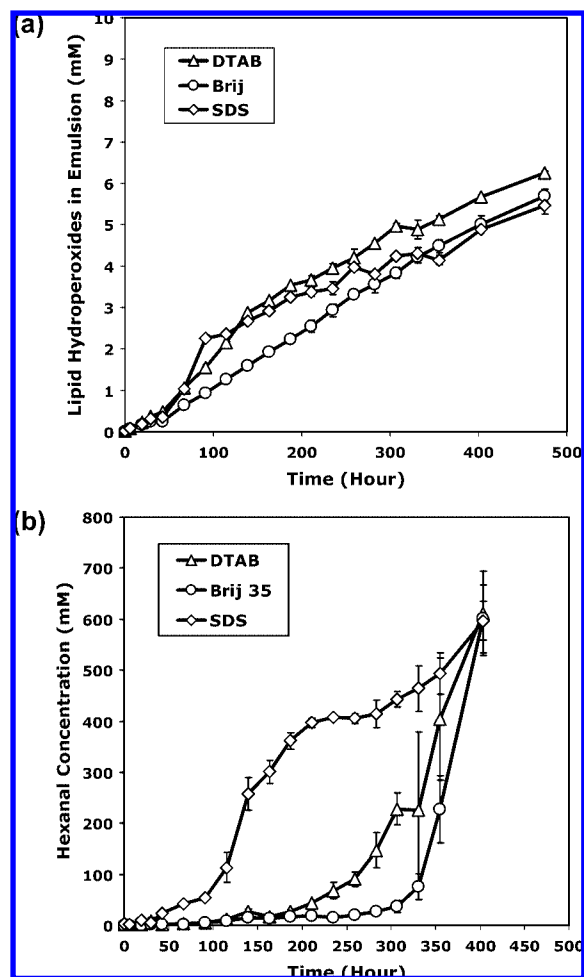 (a)
Lipid Hydroperoxides in Emulsion (mM)
10
9
8
7
6
5
4
3
2
1
0
DTAB
Brij
SDS
0 100 200 300 400 500
Time (Hour)
(b)
Hexanal Concentration (mM)
800
700
600
500
400
300
200
100
0
DTAB
Brij 35
SDS
0 50 100 150 200 250 300 350 400 450 500
Time (Hour)